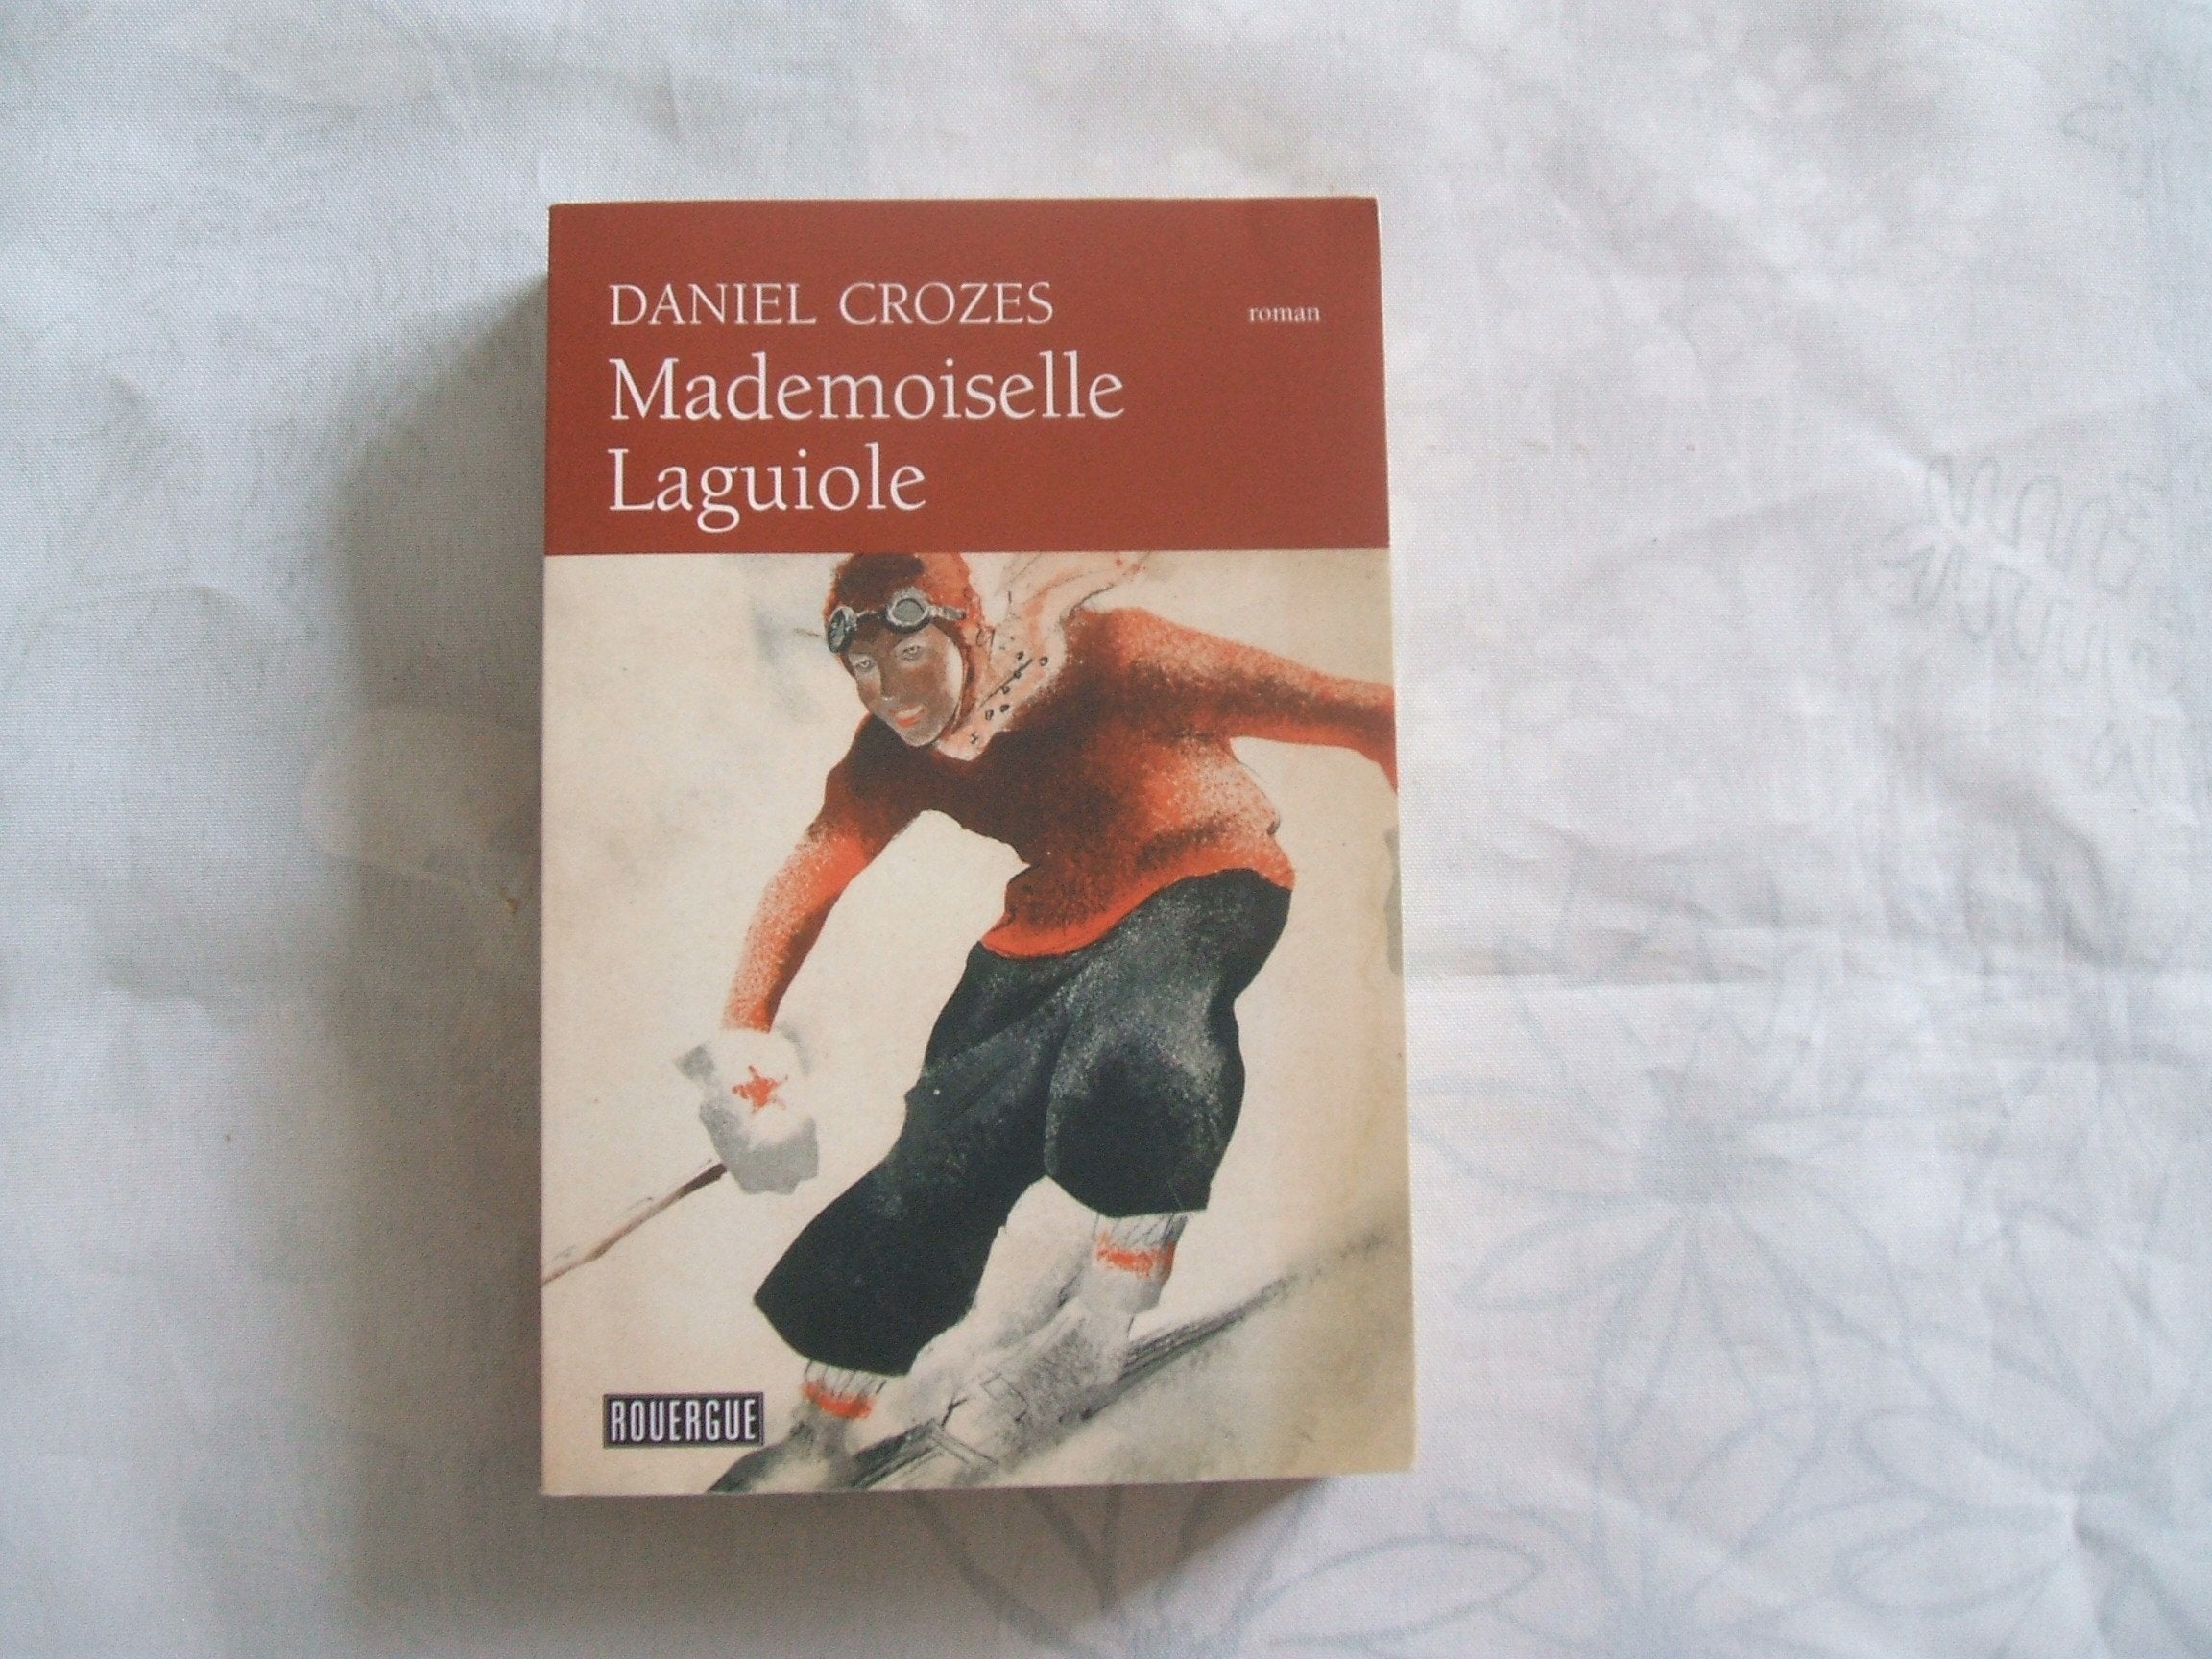 DANIEL CROZES
roman
Mademoiselle
Laguiole
ROUERGUE